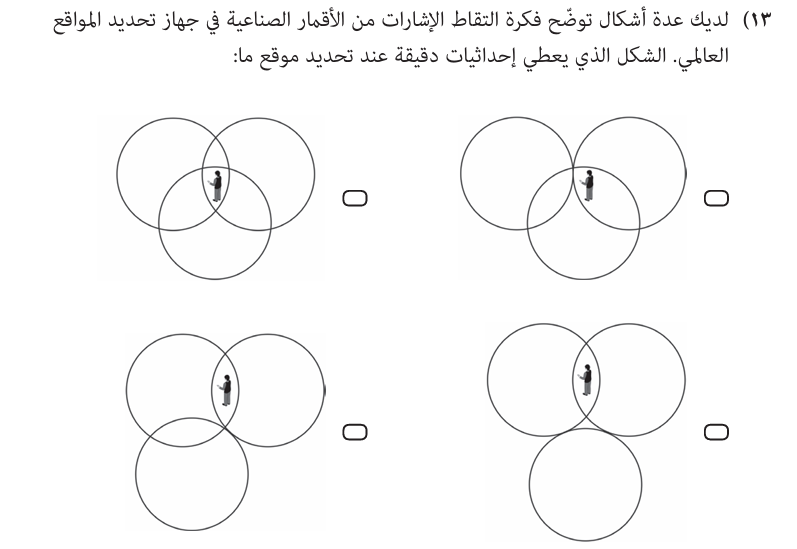 ١٣) لديك عدة أشكال توضّح فكرة التقاط الإشارات من الأقمار الصناعية في جهاز تحديد المواقع
العالمي. الشكل الذي يعطي إحداثيات دقيقة عند تحديد موقع ما: